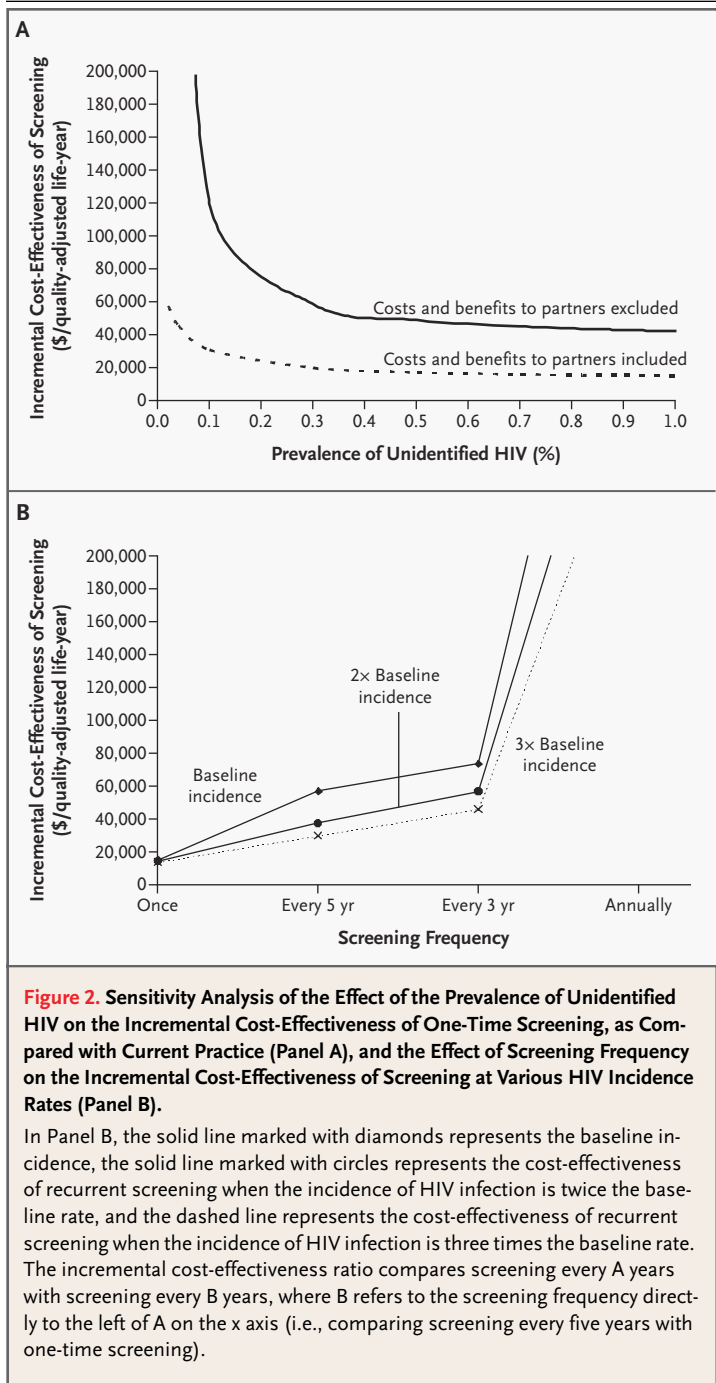 A
Incremental Cost-Effectiveness of Screening
($/quality-adjusted life-year)
200,000
180,000
160,000
140,000
120,000
100,000
80,000
60,000
40,000
20,000
0
Costs and benefits to partners excluded
Costs and benefits to partners included
0.0 0.1 0.2 0.3 0.4 0.5 0.6 0.7 0.8 0.9 1.0
Prevalence of Unidentified HIV (%)
B
Incremental Cost-Effectiveness of Screening
($/quality-adjusted life-year)
200,000
180,000
160,000
140,000
120,000
100,000
80,000
60,000
40,000
20,000
0
2× Baseline
incidence
Baseline
incidence
3× Baseline
incidence
Once Every 5 yr Every 3 yr Annually
Screening Frequency
Figure 2. Sensitivity Analysis of the Effect of the Prevalence of Unidentified
HIV on the Incremental Cost-Effectiveness of One-Time Screening, as Com-
pared with Current Practice (Panel A), and the Effect of Screening Frequency
on the Incremental Cost-Effectiveness of Screening at Various HIV Incidence
Rates (Panel B).
In Panel B, the solid line marked with diamonds represents the baseline in-
cidence, the solid line marked with circles represents the cost-effectiveness
of recurrent screening when the incidence of HIV infection is twice the base-
line rate, and the dashed line represents the cost-effectiveness of recurrent
screening when the incidence of HIV infection is three times the baseline rate.
The incremental cost-effectiveness ratio compares screening every A years
with screening every B years, where B refers to the screening frequency direct-
ly to the left of A on the x axis (i.e., comparing screening every five years with
one-time screening).